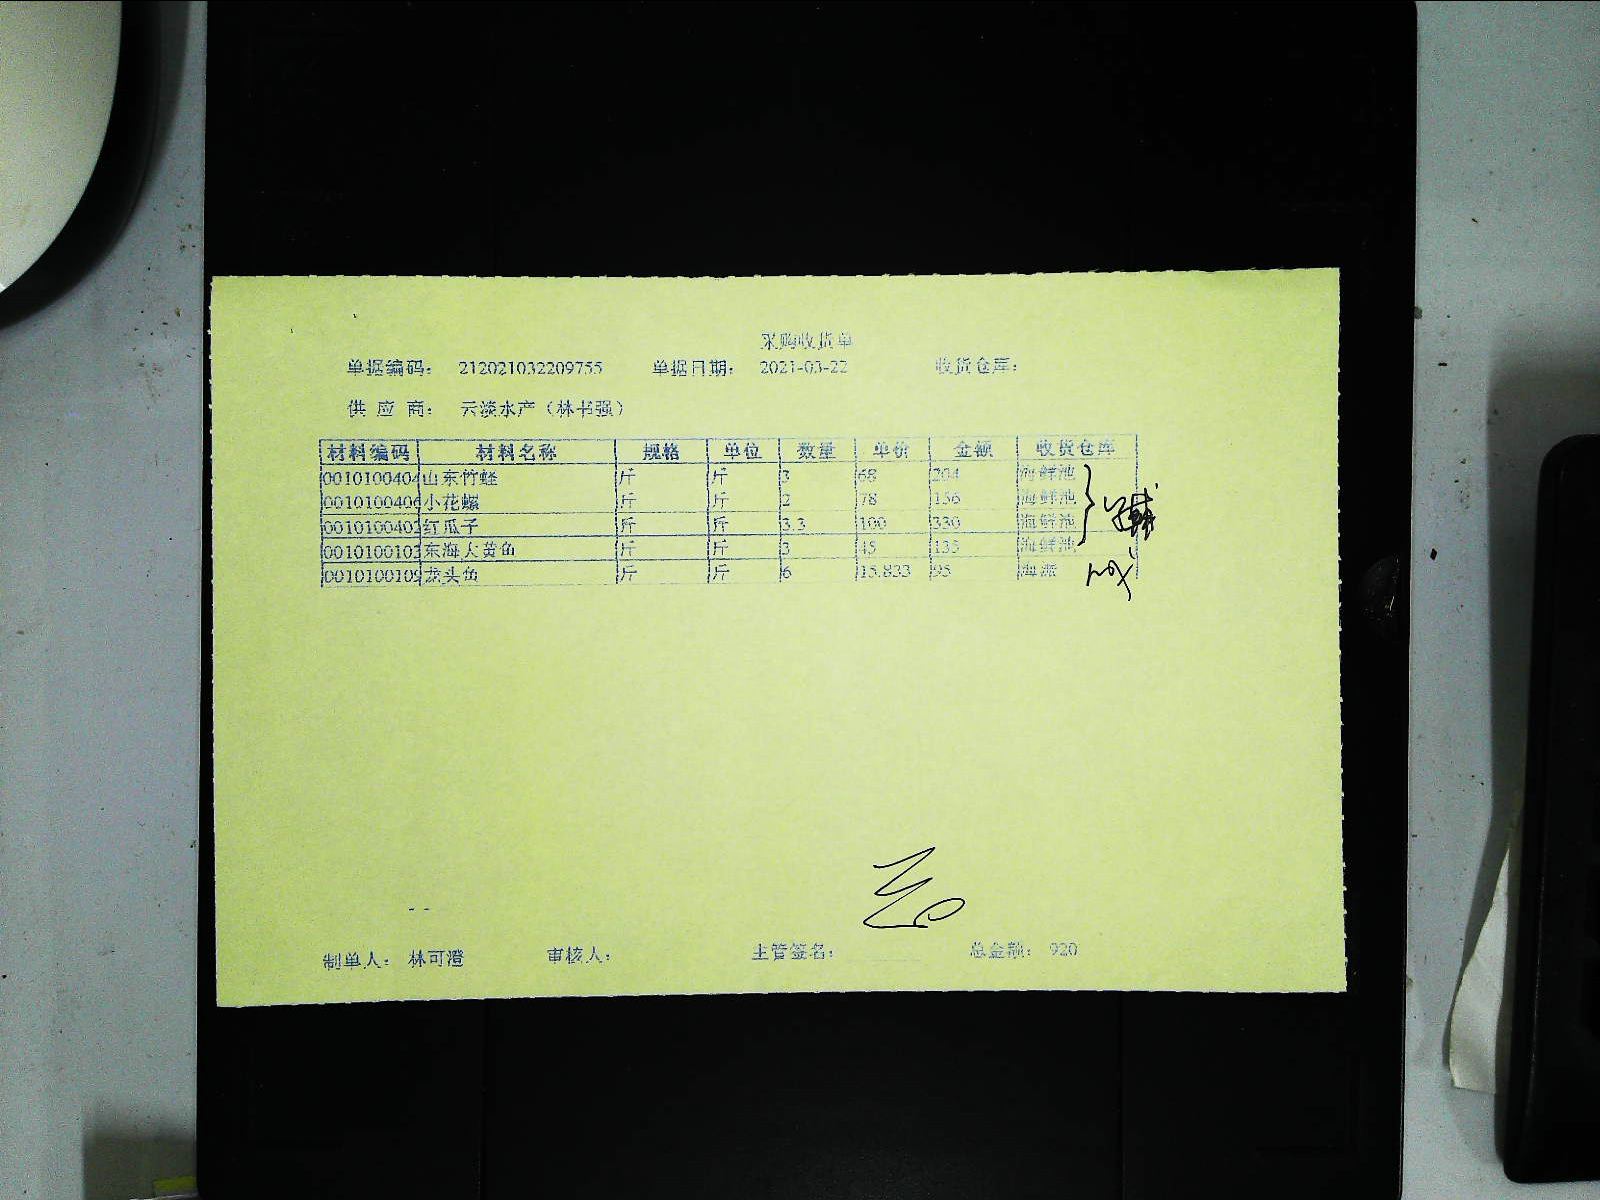 采购收货单
单据编码： 212021032209755 单据日期： 2021-03-22 收货仓库：
供 应 商： 云淡水产（林书强）
材料编码 材料名称 规格 单位 数量 单价 金额 收货仓库
0010100404 山东竹蛏 斤 斤 3 68 204 海鲜池
0010100406 小花螺 斤 斤 2 78 156 海鲜池
0010100402 红瓜子 斤 斤 3.3 100 330 海鲜池
0010100103 东海大黄鱼 斤 斤 3 45 135 海鲜池
0010100109 龙头鱼 斤 斤 6 15.833 95 海派
制单人： 林可澄 审核人： 主管签名： 总金额： 920